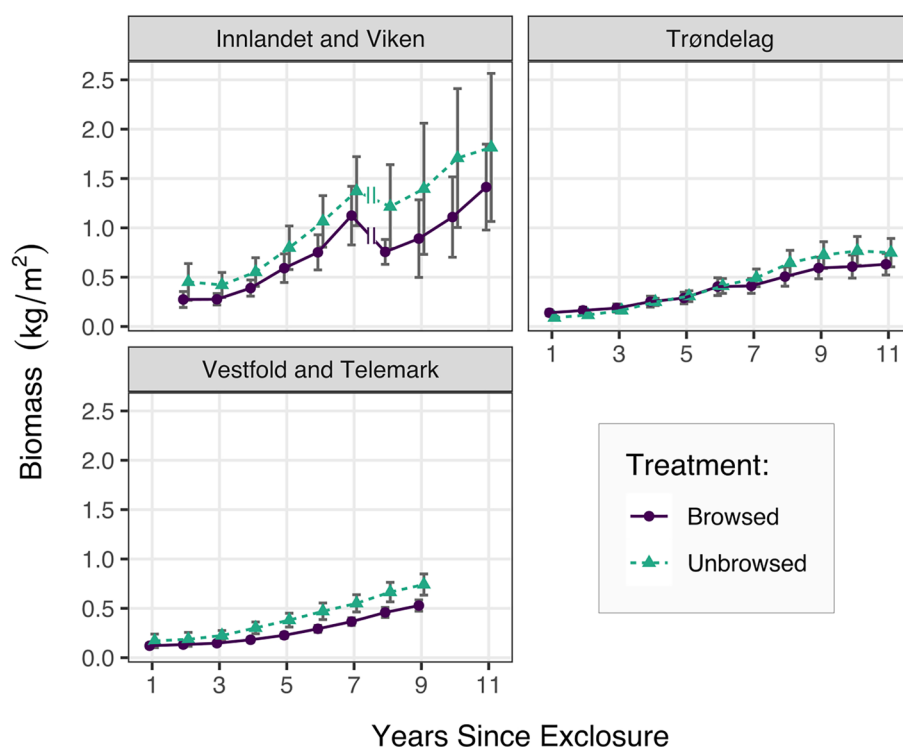 Innlandet and Viken
Trøndelag
2.5
2.0
1.5
1.0
0.5
0.0
1 3 5 7 9 11
Vestfold and Telemark
2.5
2.0
1.5
1.0
0.5
0.0
1 3 5 7 9 11
Biomass (kg/m²)
Years Since Exclosure
Treatment:
Browsed
Unbrowsed